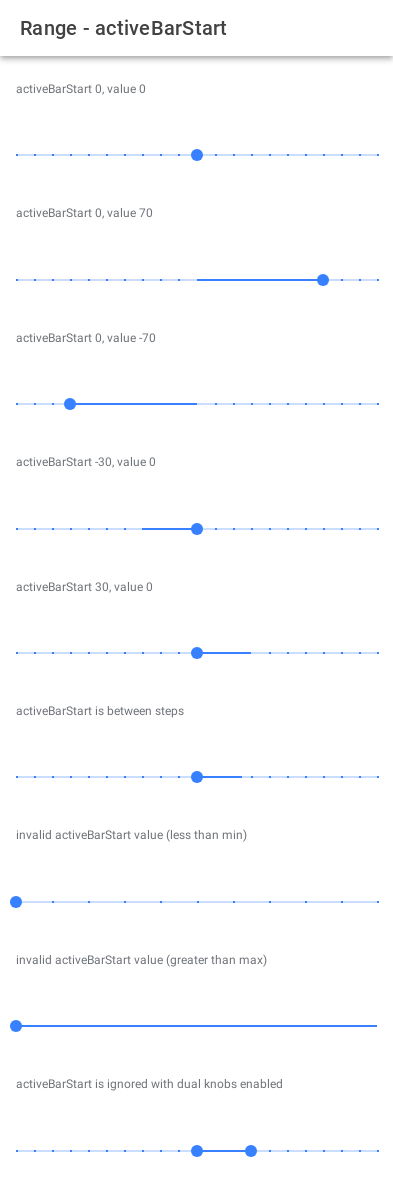 Range - activeBarStart
activeBarStart 0, value 0
activeBarStart 0, value 70
activeBarStart 0, value -70
activeBarStart -30, value 0
activeBarStart 30, value 0
activeBarStart is between steps
invalid activeBarStart value (less than min)
invalid activeBarStart value (greater than max)
activeBarStart is ignored with dual knobs enabled